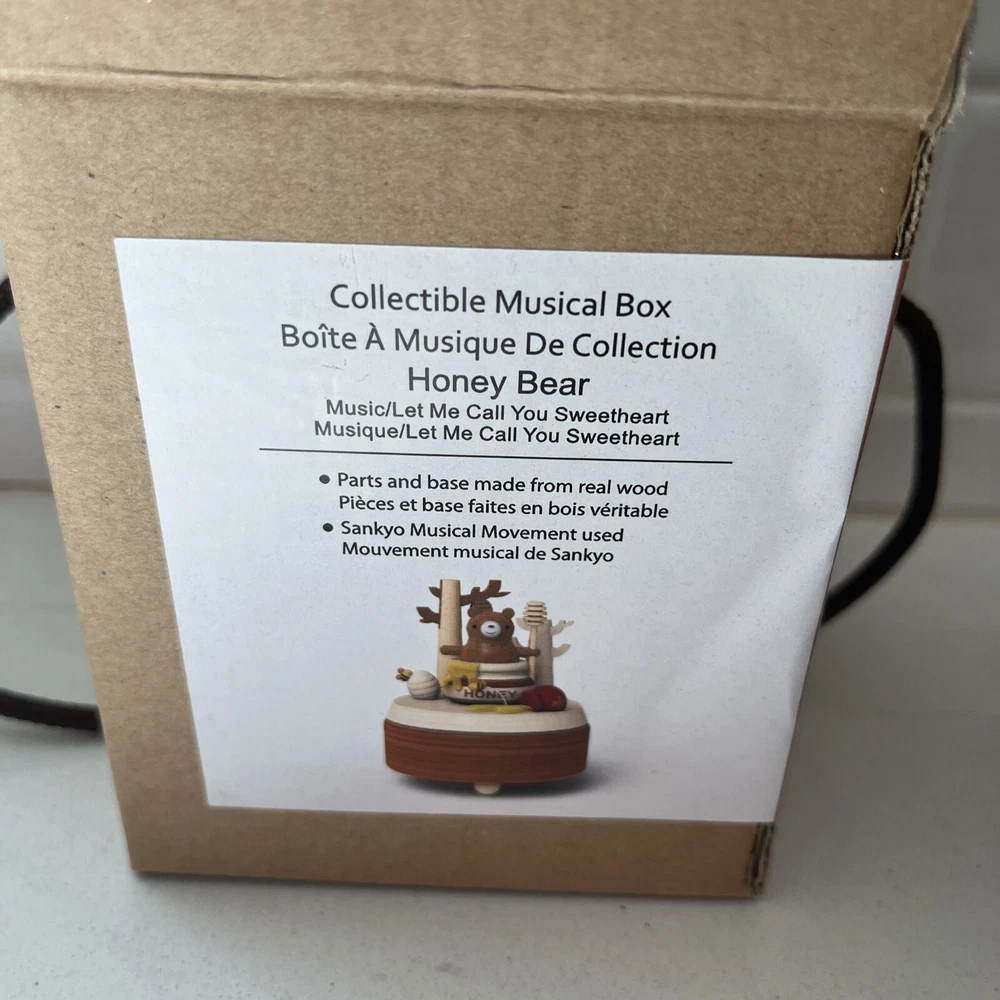 Collectible Musical Box
Boîte À Musique De Collection
Honey Bear
Music/Let Me Call You Sweetheart
Musique/Let Me Call You Sweetheart
• Parts and base made from real wood
Pièces et base faites en bois véritable
• Sankyo Musical Movement used
Mouvement musical de Sankyo
HONEY